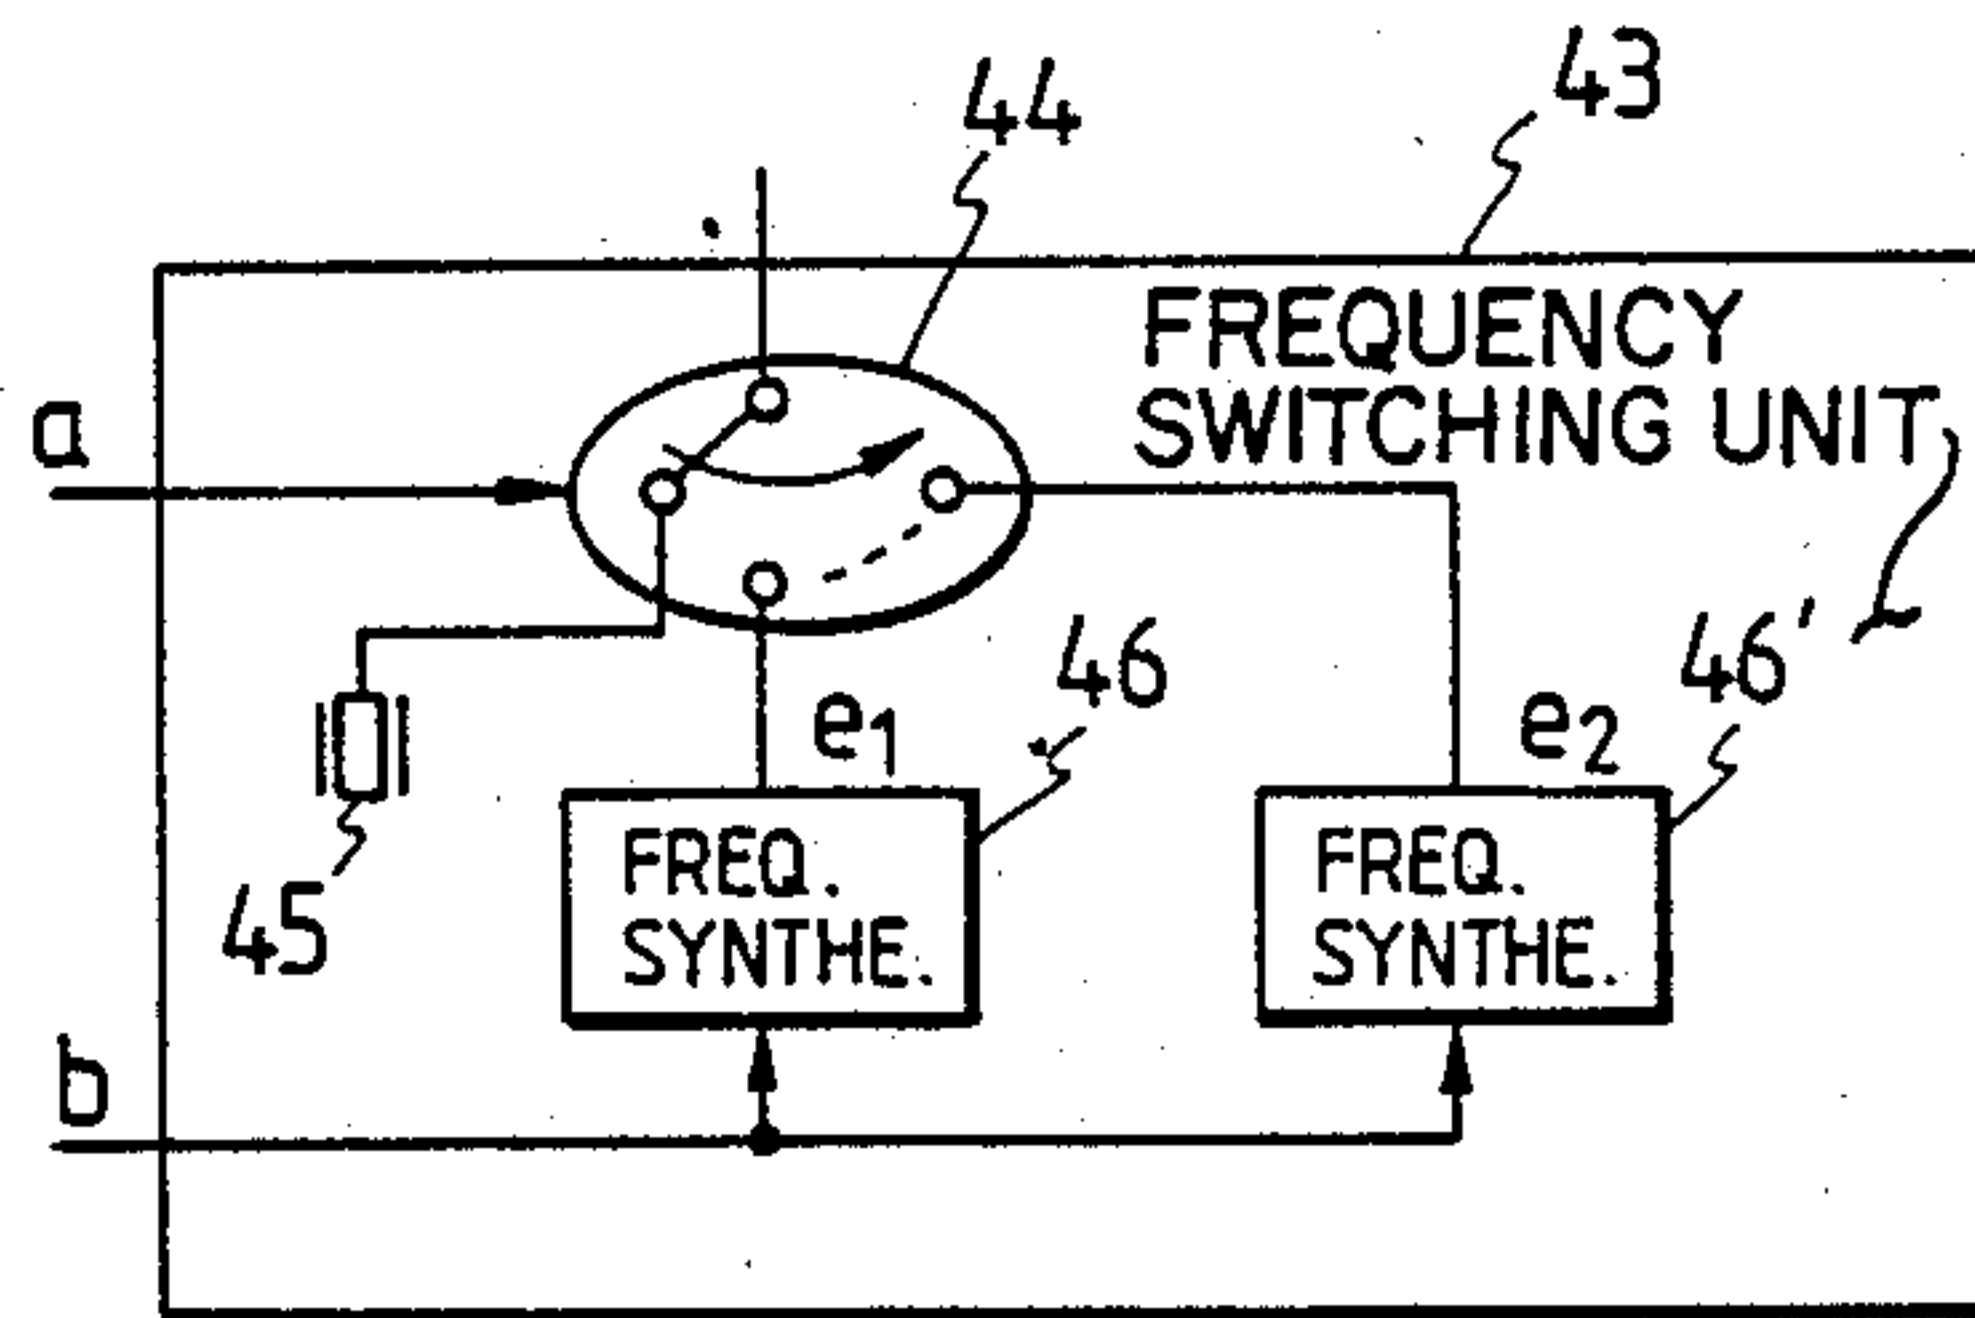 43
44
FREQUENCY
SWITCHING UNIT
a
46
46'
e1
e2
FREQ.
SYNTHE.
FREQ.
SYNTHE.
45
b